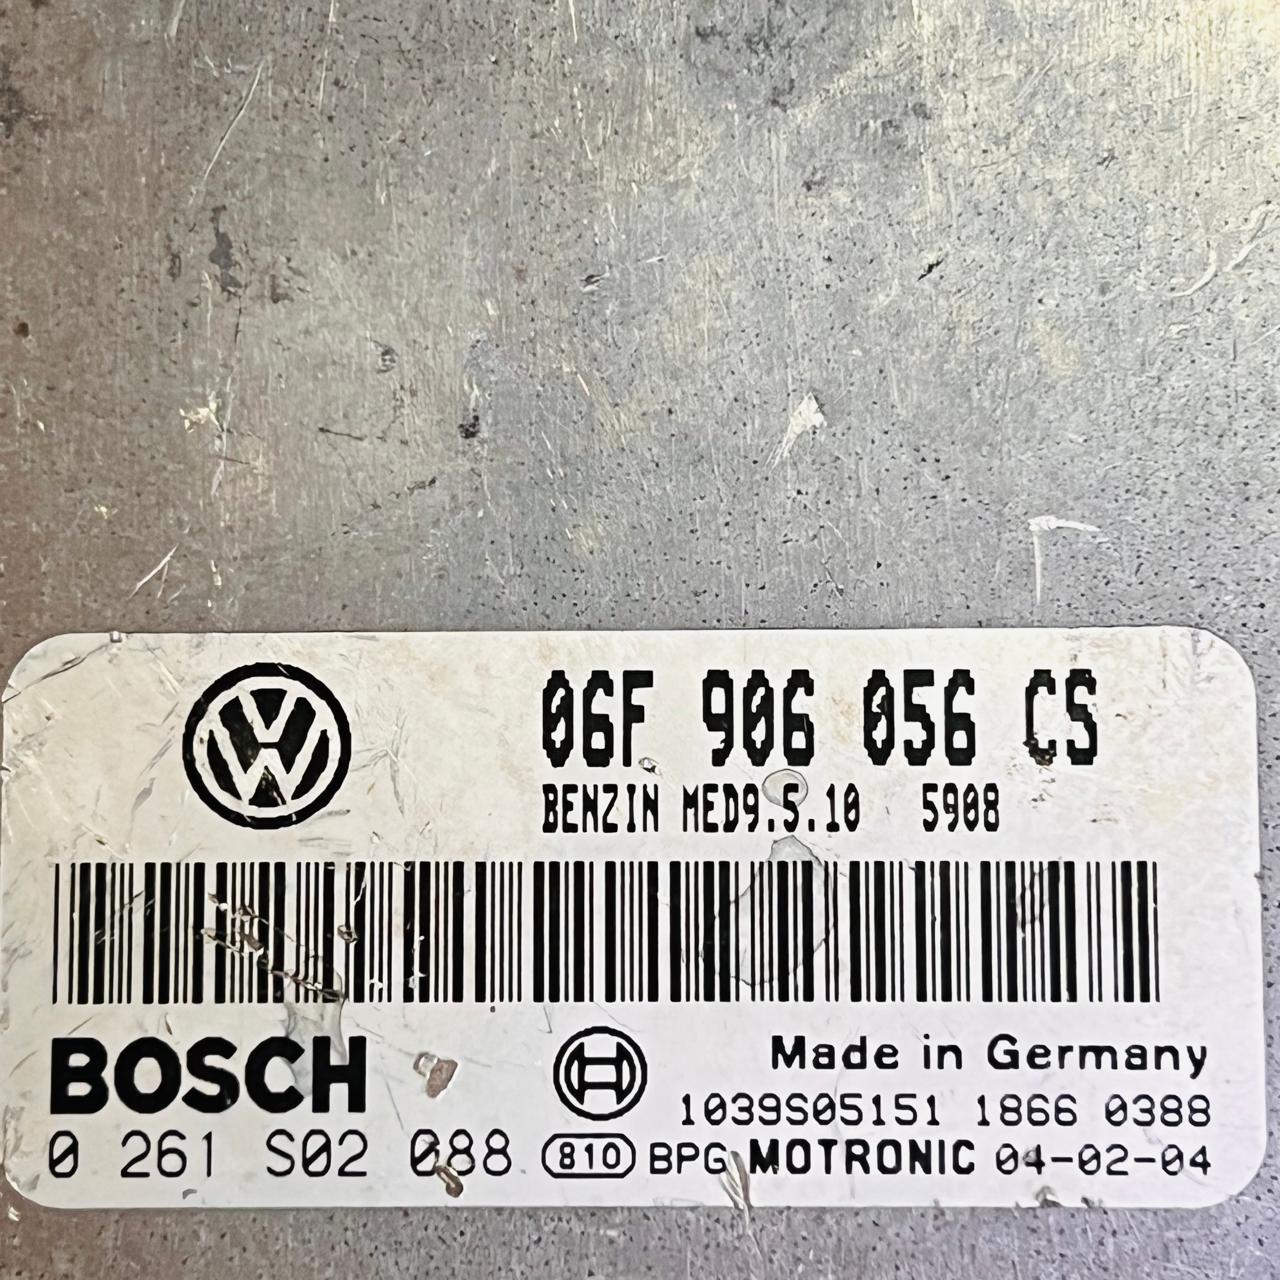 06F 906 056 CS
BENZIN MED9.5.10 5908
BOSCH
Made in Germany
1039S05151 1866 0388
0 261 S02 088 810 BPG MOTRONIC 04-02-04